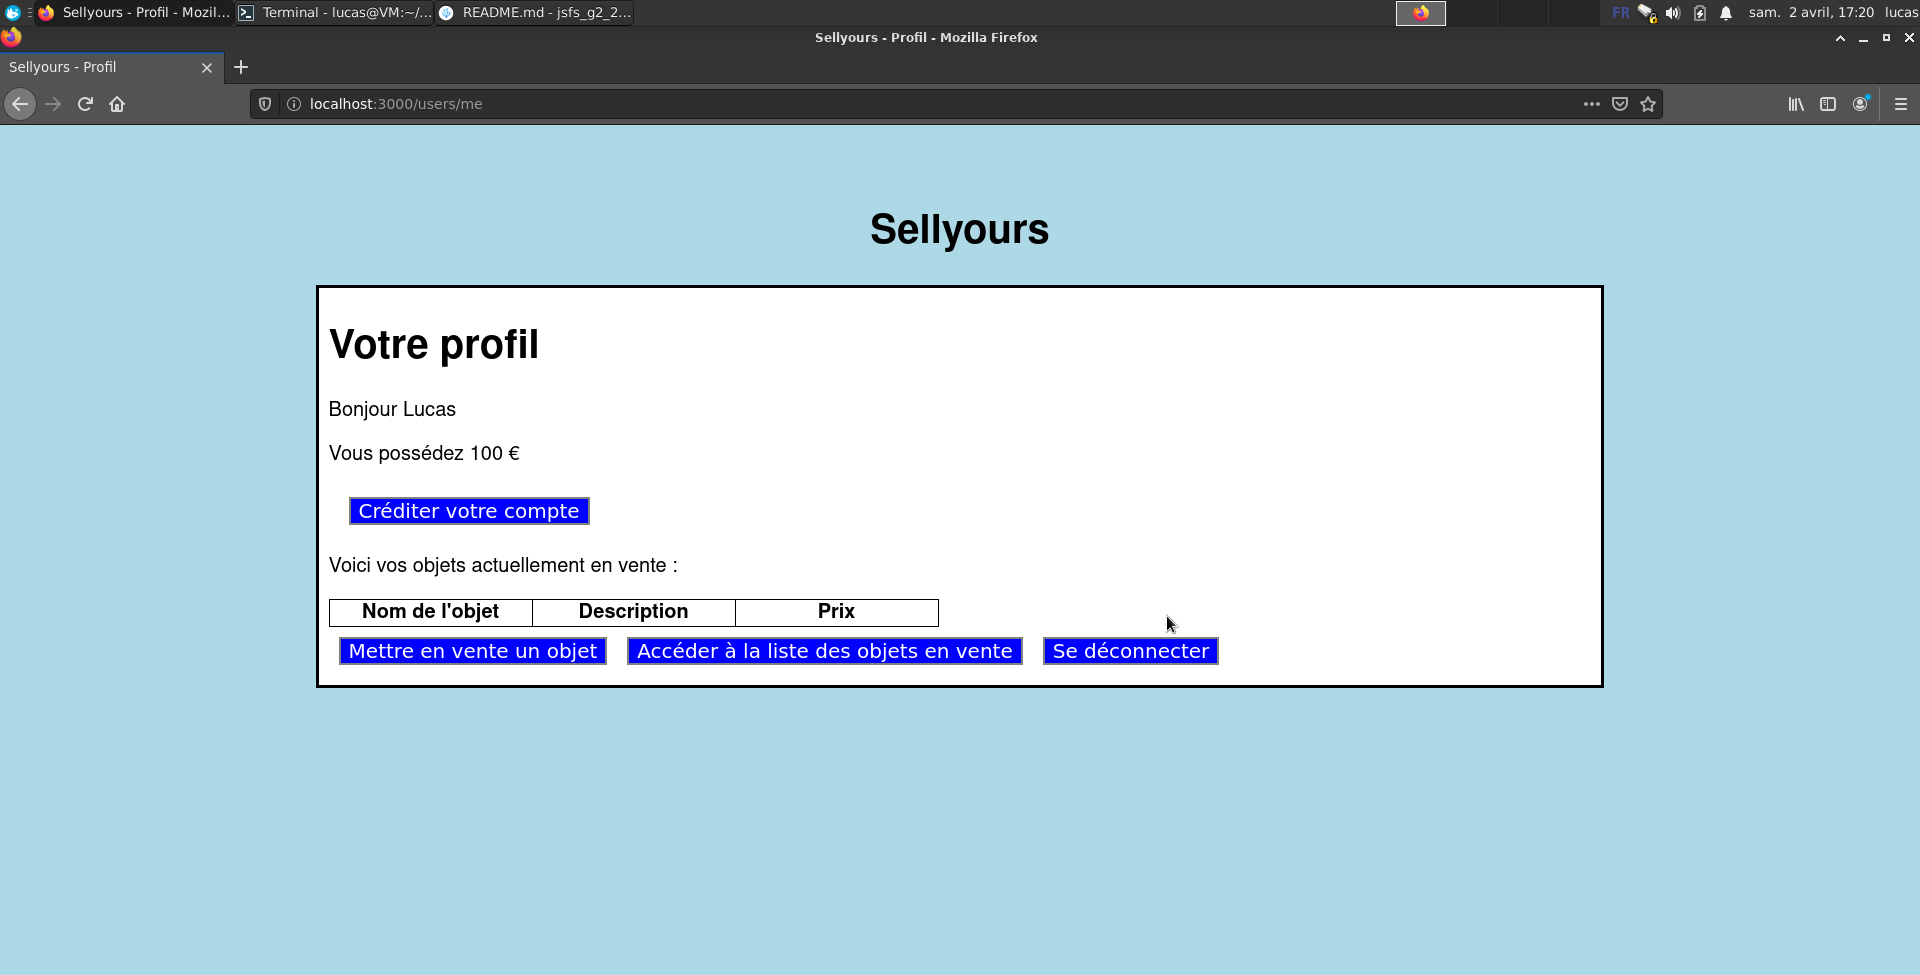 Sellyours - Profil - Mozil...
Terminal - lucas@VM:~/...
README.md - jsfs_g2_2...
FR
sam. 2 avril, 17:20
lucas
Sellyours - Profil - Mozilla Firefox
Sellyours - Profil
localhost:3000/users/me
Sellyours
Votre profil
Bonjour Lucas
Vous possédez 100 €
Créditer votre compte
Voici vos objets actuellement en vente :
Nom de l'objet Description Prix
Mettre en vente un objet Accéder à la liste des objets en vente Se déconnecter